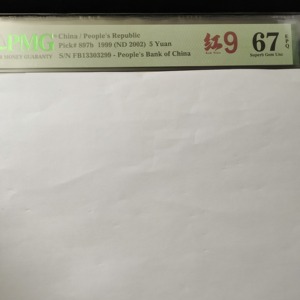 PMG
China / People's Republic
Pick# 897b 1999 (ND 2002) 5 Yuan
S/N FB13303299 - People's Bank of China
红9
67 EPQ
Superb Gem Unc